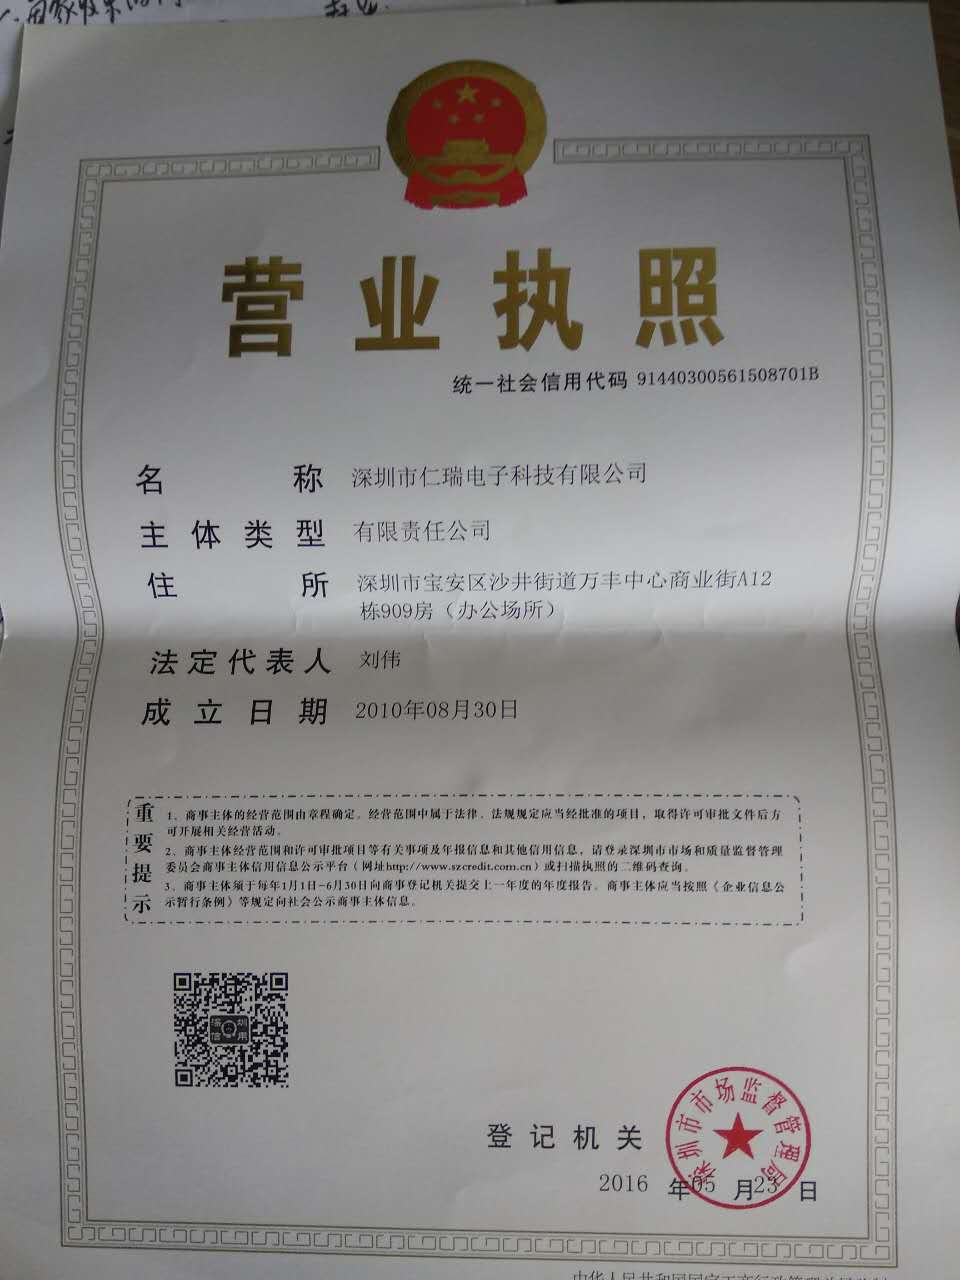 营业执照
统一社会信用代码 91440300561508701B
名称 深圳市仁瑞电子科技有限公司
主体类型 有限责任公司
住所 深圳市宝安区沙井街道万丰中心商业街A12
栋909房（办公场所）
法定代表人 刘伟
成立日期 2010年08月30日
重要提示
1、商事主体的经营范围由章程确定。经营范围中属于法律、法规规定应当经批准的项目，取得许可审批文件后方
可开展相关经营活动。
2、商事主体经营范围和许可审批项目等有关事项及年报信息和其他信用信息，请登录深圳市市场和质量监督管理
委员会商事主体信用信息公示平台（网址http://www.szcredit.com.cn）或扫描执照的二维码查询。
3、商事主体须于每年1月1日-6月30日向商事登记机关提交上一年度的年度报告。商事主体应当按照《企业信息公
示暂行条例》等规定向社会公示商事主体信息。
深圳信用
登记机关
深圳市市场监督管理局
2016年05月23日